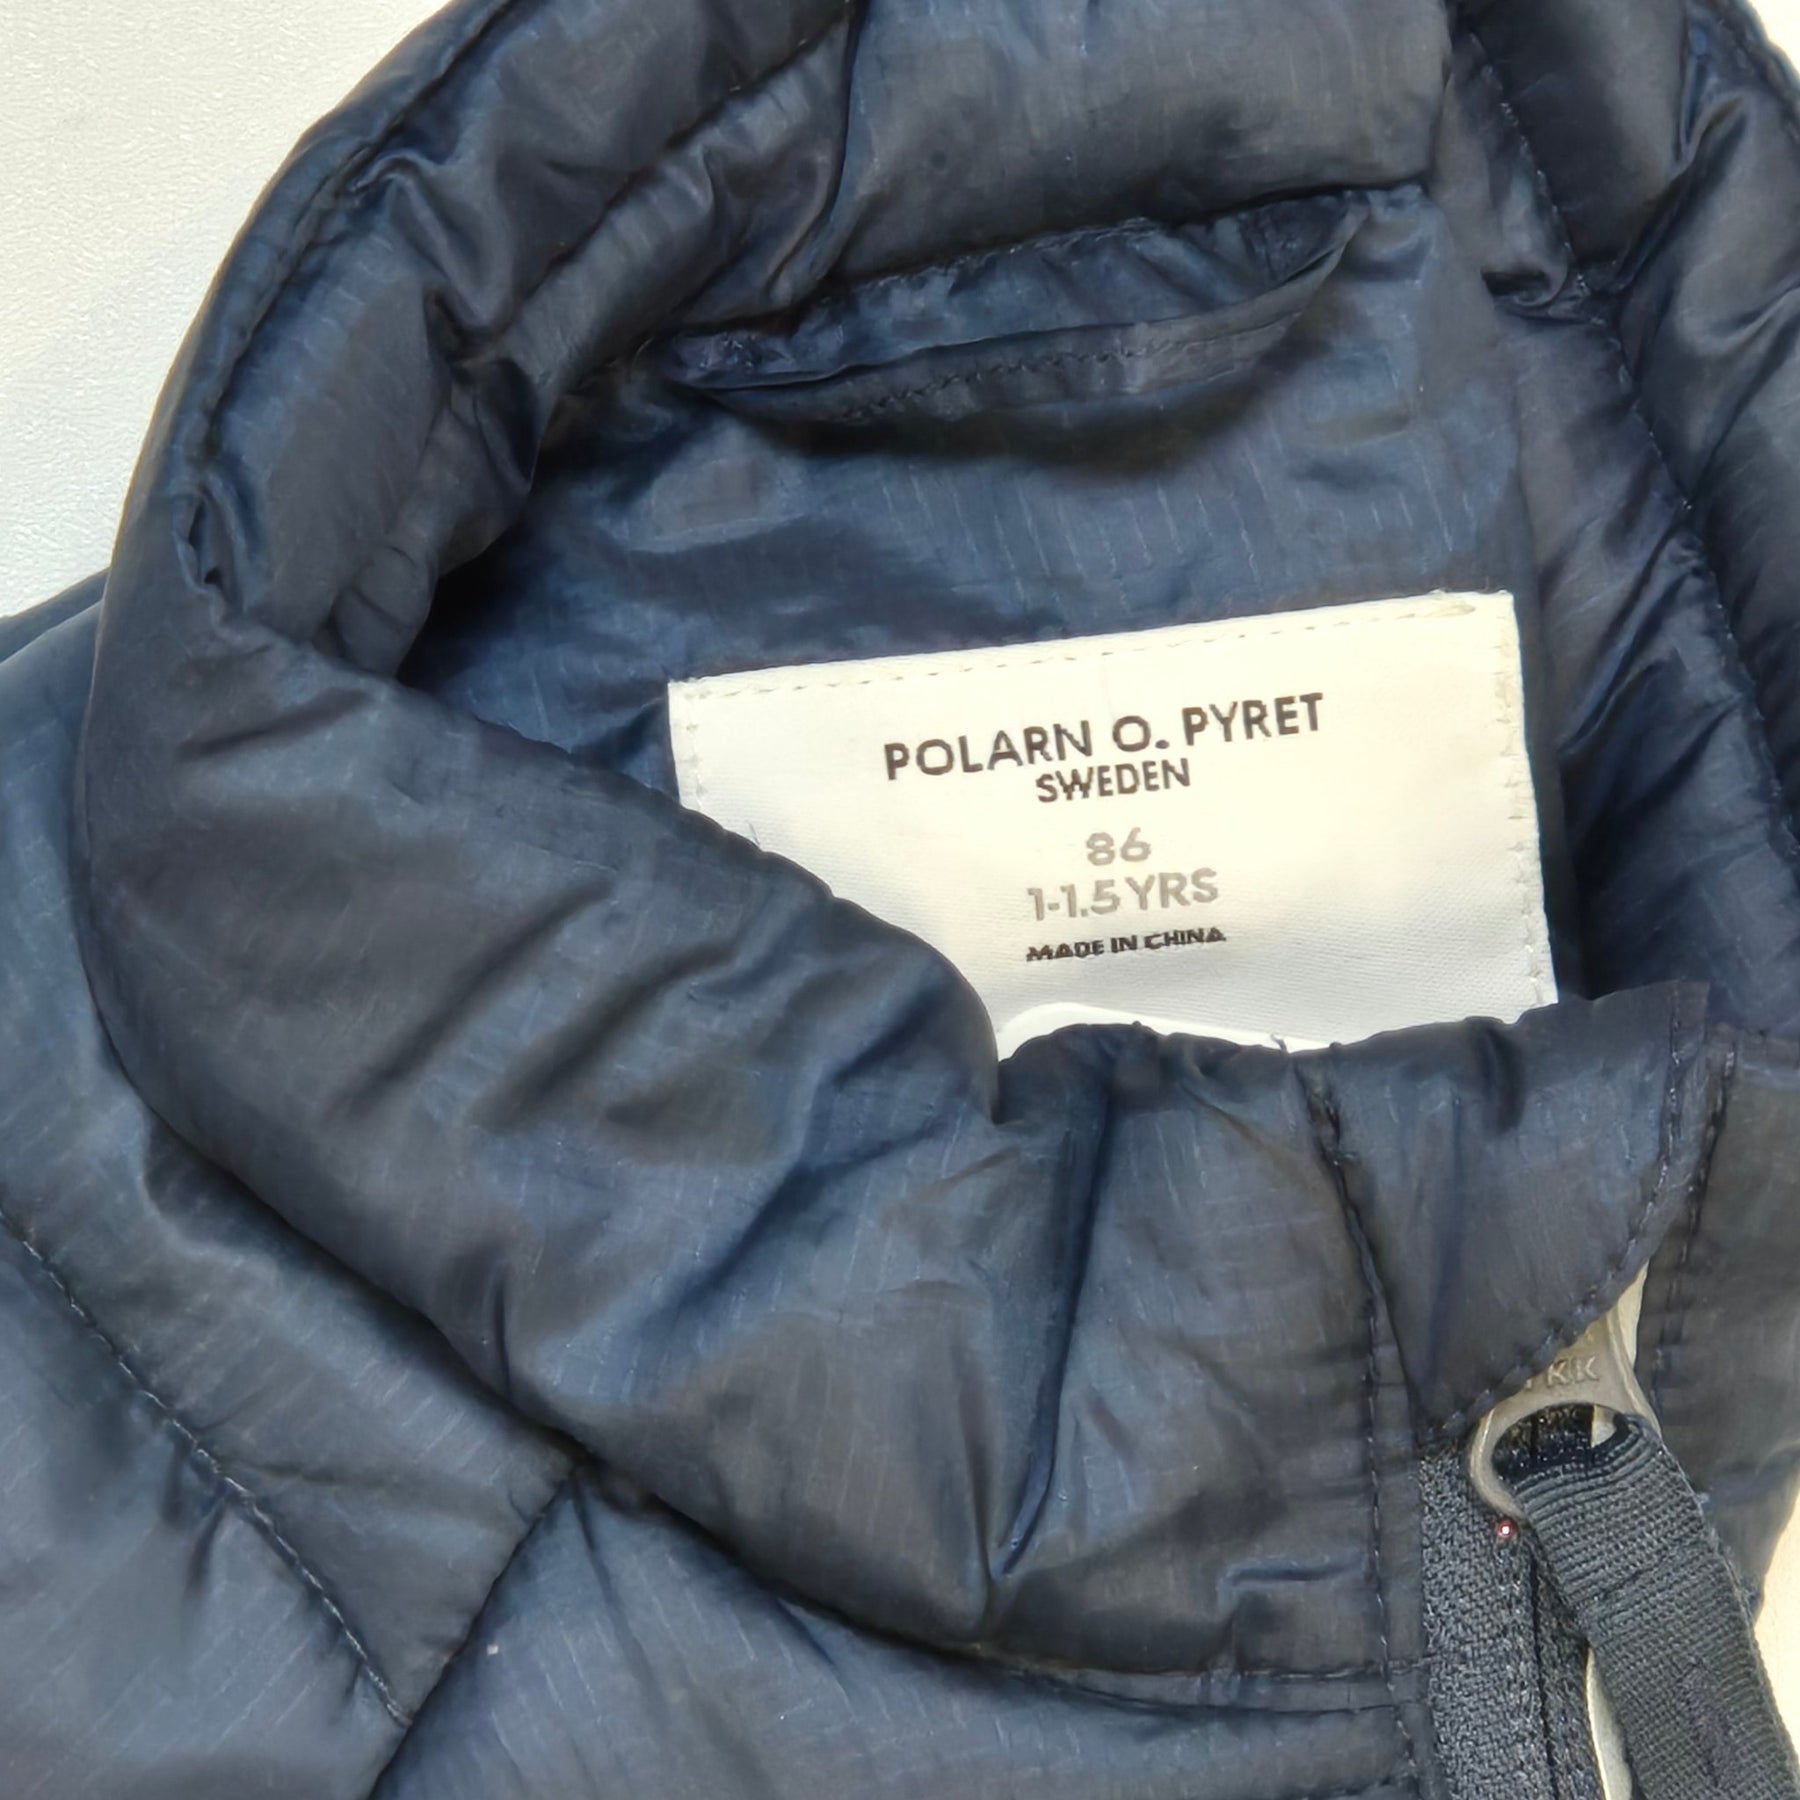 POLARN O. PYRET
SWEDEN
86
1-1.5 YRS
MADE IN CHINA